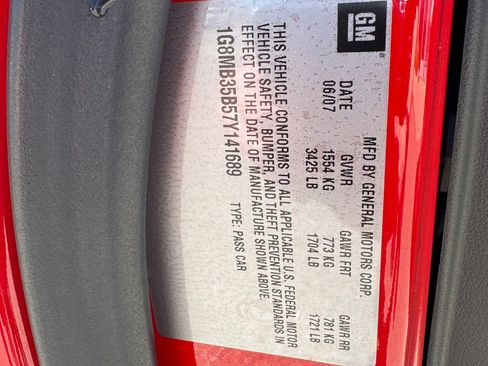 GM
®
MFD BY GENERAL MOTORS CORP.
DATE GVWR GAWR FRT GAWR RR
06/07 1554 KG 773 KG 781 KG
3425 LB 1704 LB 1721 LB
THIS VEHICLE CONFORMS TO ALL APPLICABLE U.S. FEDERAL MOTOR
VEHICLE SAFETY, BUMPER, AND THEFT PREVENTION STANDARDS IN
EFFECT ON THE DATE OF MANUFACTURE SHOWN ABOVE.
1G8MB35B57Y141689 TYPE: PASS CAR